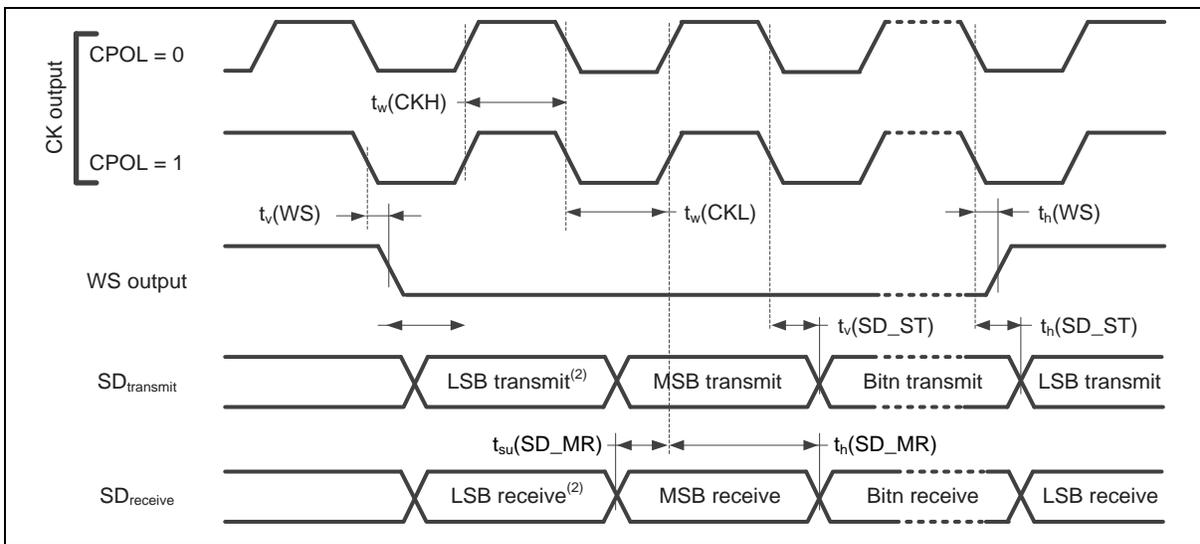 CK output
CPOL = 0
tw(CKH)
CPOL = 1
tv(WS)
tw(CKL)
th(WS)
WS output
tv(SD_ST)
th(SD_ST)
SDtransmit
LSB transmit(2)
MSB transmit
Bitn transmit
LSB transmit
tsu(SD_MR)
th(SD_MR)
SDreceive
LSB receive(2)
MSB receive
Bitn receive
LSB receive